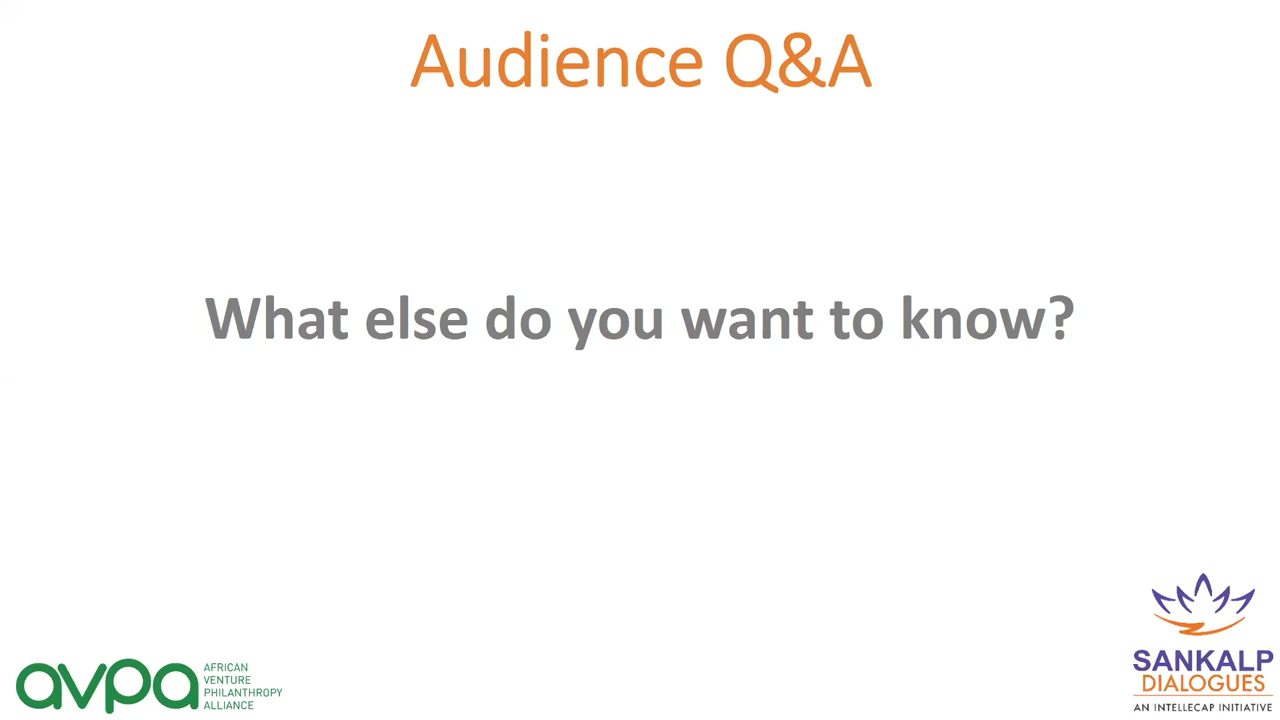 Audience Q&A
What else do you want to know?
avpa
AFRICAN
VENTURE
PHILANTHROPY
ALLIANCE
SANKALP
DIALOGUES
AN INTELLECAP INITIATIVE